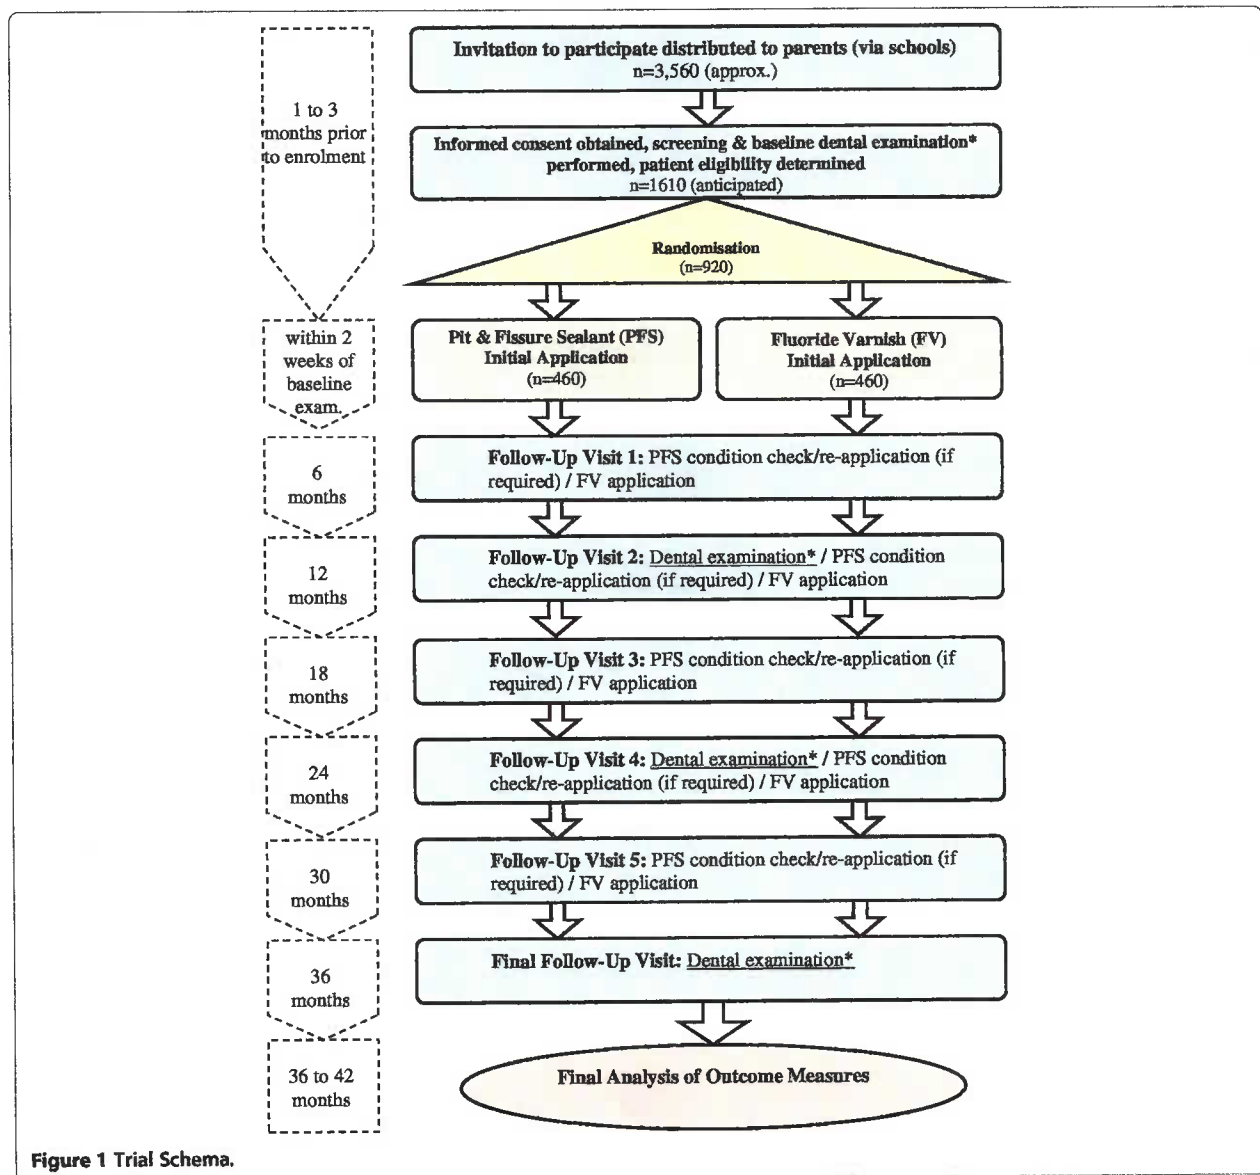 Invitation to participate distributed to parents (via schools)
n=3,560 (approx.)
1 to 3
months prior
to enrolment
Informed consent obtained, screening & baseline dental examination*
performed, patient eligibility determined
n=1610 (anticipated)
Randomisation
(n=920)
within 2
weeks of
baseline
exam.
Pit & Fissure Sealant (PFS)
Initial Application
(n=460)
Fluoride Varnish (FV)
Initial Application
(n=460)
6
months
Follow-Up Visit 1: PFS condition check/re-application (if
required) / FV application
12
months
Follow-Up Visit 2: Dental examination* / PFS condition
check/re-application (if required) / FV application
18
months
Follow-Up Visit 3: PFS condition check/re-application (if
required) / FV application
24
months
Follow-Up Visit 4: Dental examination* / PFS condition
check/re-application (if required) / FV application
30
months
Follow-Up Visit 5: PFS condition check/re-application (if
required) / FV application
36
months
Final Follow-Up Visit: Dental examination*
36 to 42
months
Final Analysis of Outcome Measures
Figure 1 Trial Schema.